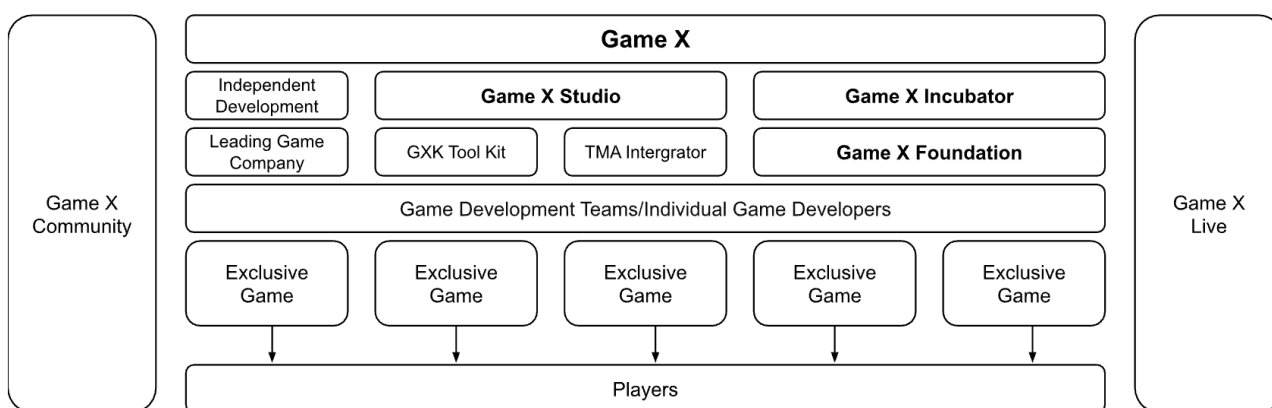 Game X
Independent
Development
Game X Studio
Game X Incubator
Leading Game
Company
GXK Tool Kit
TMA Intergrator
Game X Foundation
Game X
Community
Game Development Teams/Individual Game Developers
Game X
Live
Exclusive
Game
Exclusive
Game
Exclusive
Game
Exclusive
Game
Exclusive
Game
Players